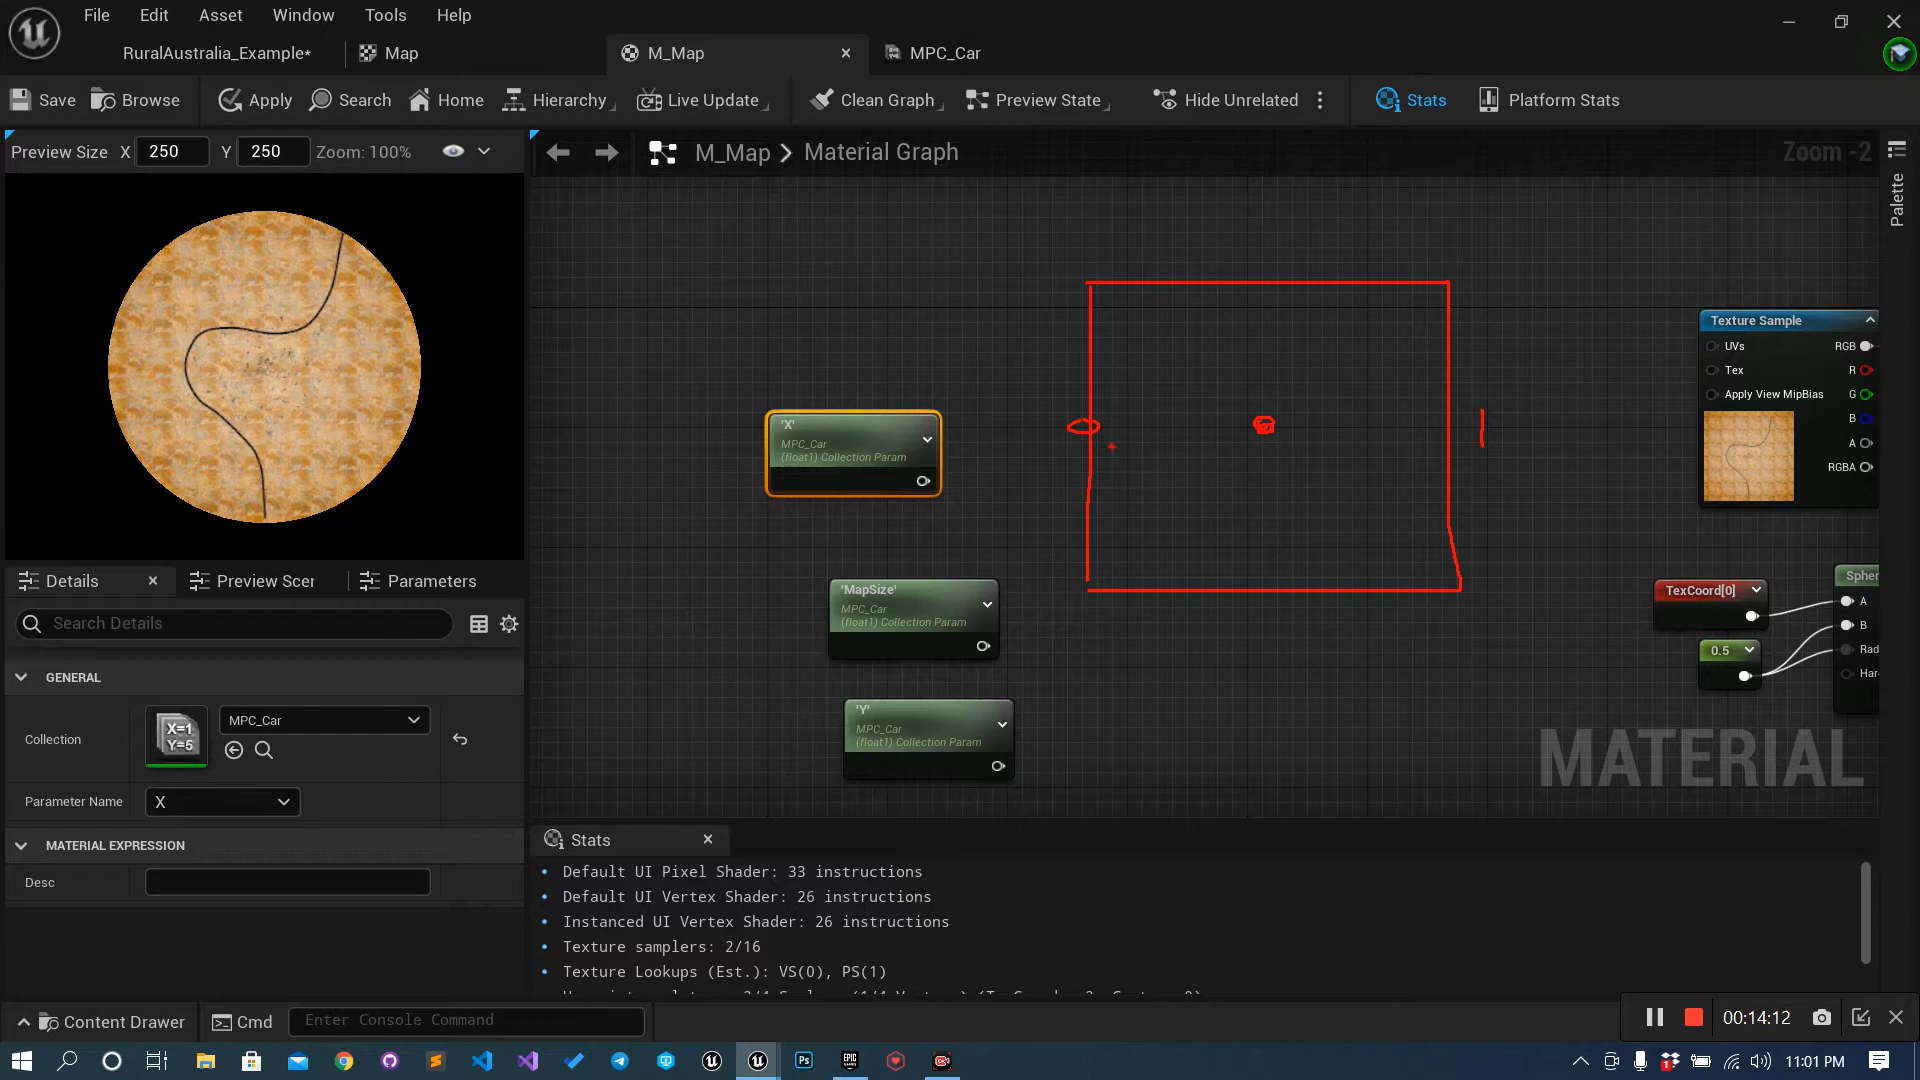 File Edit Asset Window Tools Help
RuralAustralia_Example* Map M_Map MPC_Car
Save Browse Apply Search Home Hierarchy Live Update Clean Graph Preview State Hide Unrelated Stats Platform Stats
Preview Size X 250 Y 250 Zoom: 100%
M_Map > Material Graph
Zoom -2
Palette
'X'
MPC_Car
(float1) Collection Param
'MapSize'
MPC_Car
(float1) Collection Param
'Y'
MPC_Car
(float1) Collection Param
Texture Sample
UVs RGB
Tex R
Apply View MipBias G
B
A
RGBA
TexCoord[0]
0.5
Spher
A
B
Rad
Har
MATERIAL
Details Preview Scer Parameters
Search Details
GENERAL
Collection
X=1
Y=5
MPC_Car
Parameter Name X
MATERIAL EXPRESSION
Desc
Stats
Default UI Pixel Shader: 33 instructions
Default UI Vertex Shader: 26 instructions
Instanced UI Vertex Shader: 26 instructions
Texture samplers: 2/16
Texture Lookups (Est.): VS(0), PS(1)
Content Drawer Cmd Enter Console Command
00:14:12
Ps
EPIC GAMES
1
11:01 PM